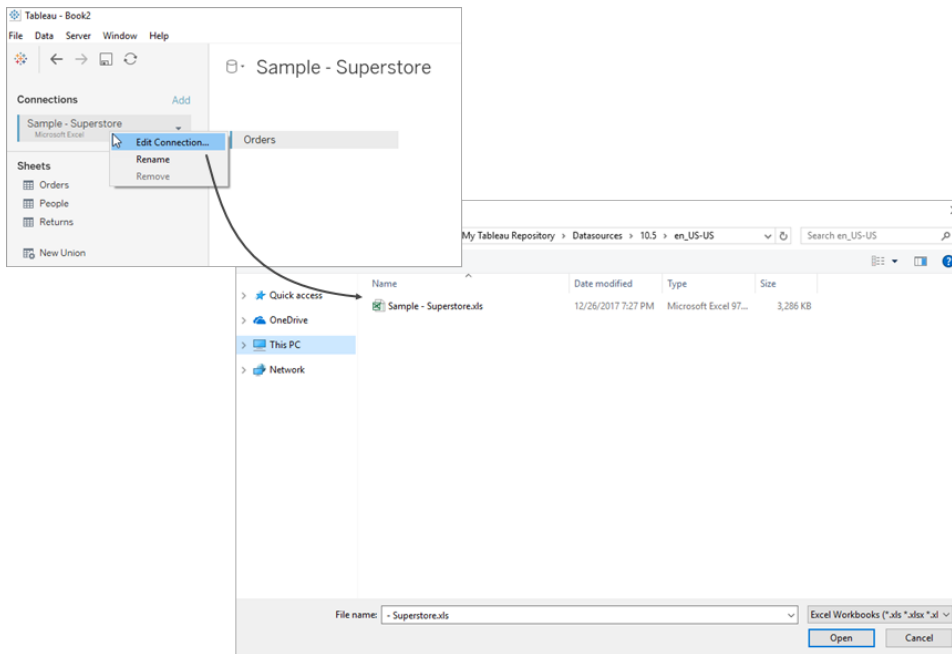 Tableau - Book2
File Data Server Window Help
Sample - Superstore
Connections Add
Sample - Superstore
Microsoft Excel
Edit Connection...
Rename
Remove
Orders
Sheets
Orders
People
Returns
New Union
My Tableau Repository > Datasources > 10.5 > en_US-US
Search en_US-US
Name Date modified Type Size
Quick access
Sample - Superstore.xls 12/26/2017 7:27 PM Microsoft Excel 97... 3,286 KB
OneDrive
This PC
Network
File name: - Superstore.xls Excel Workbooks (*.xls *.xlsx *.xl
Open Cancel